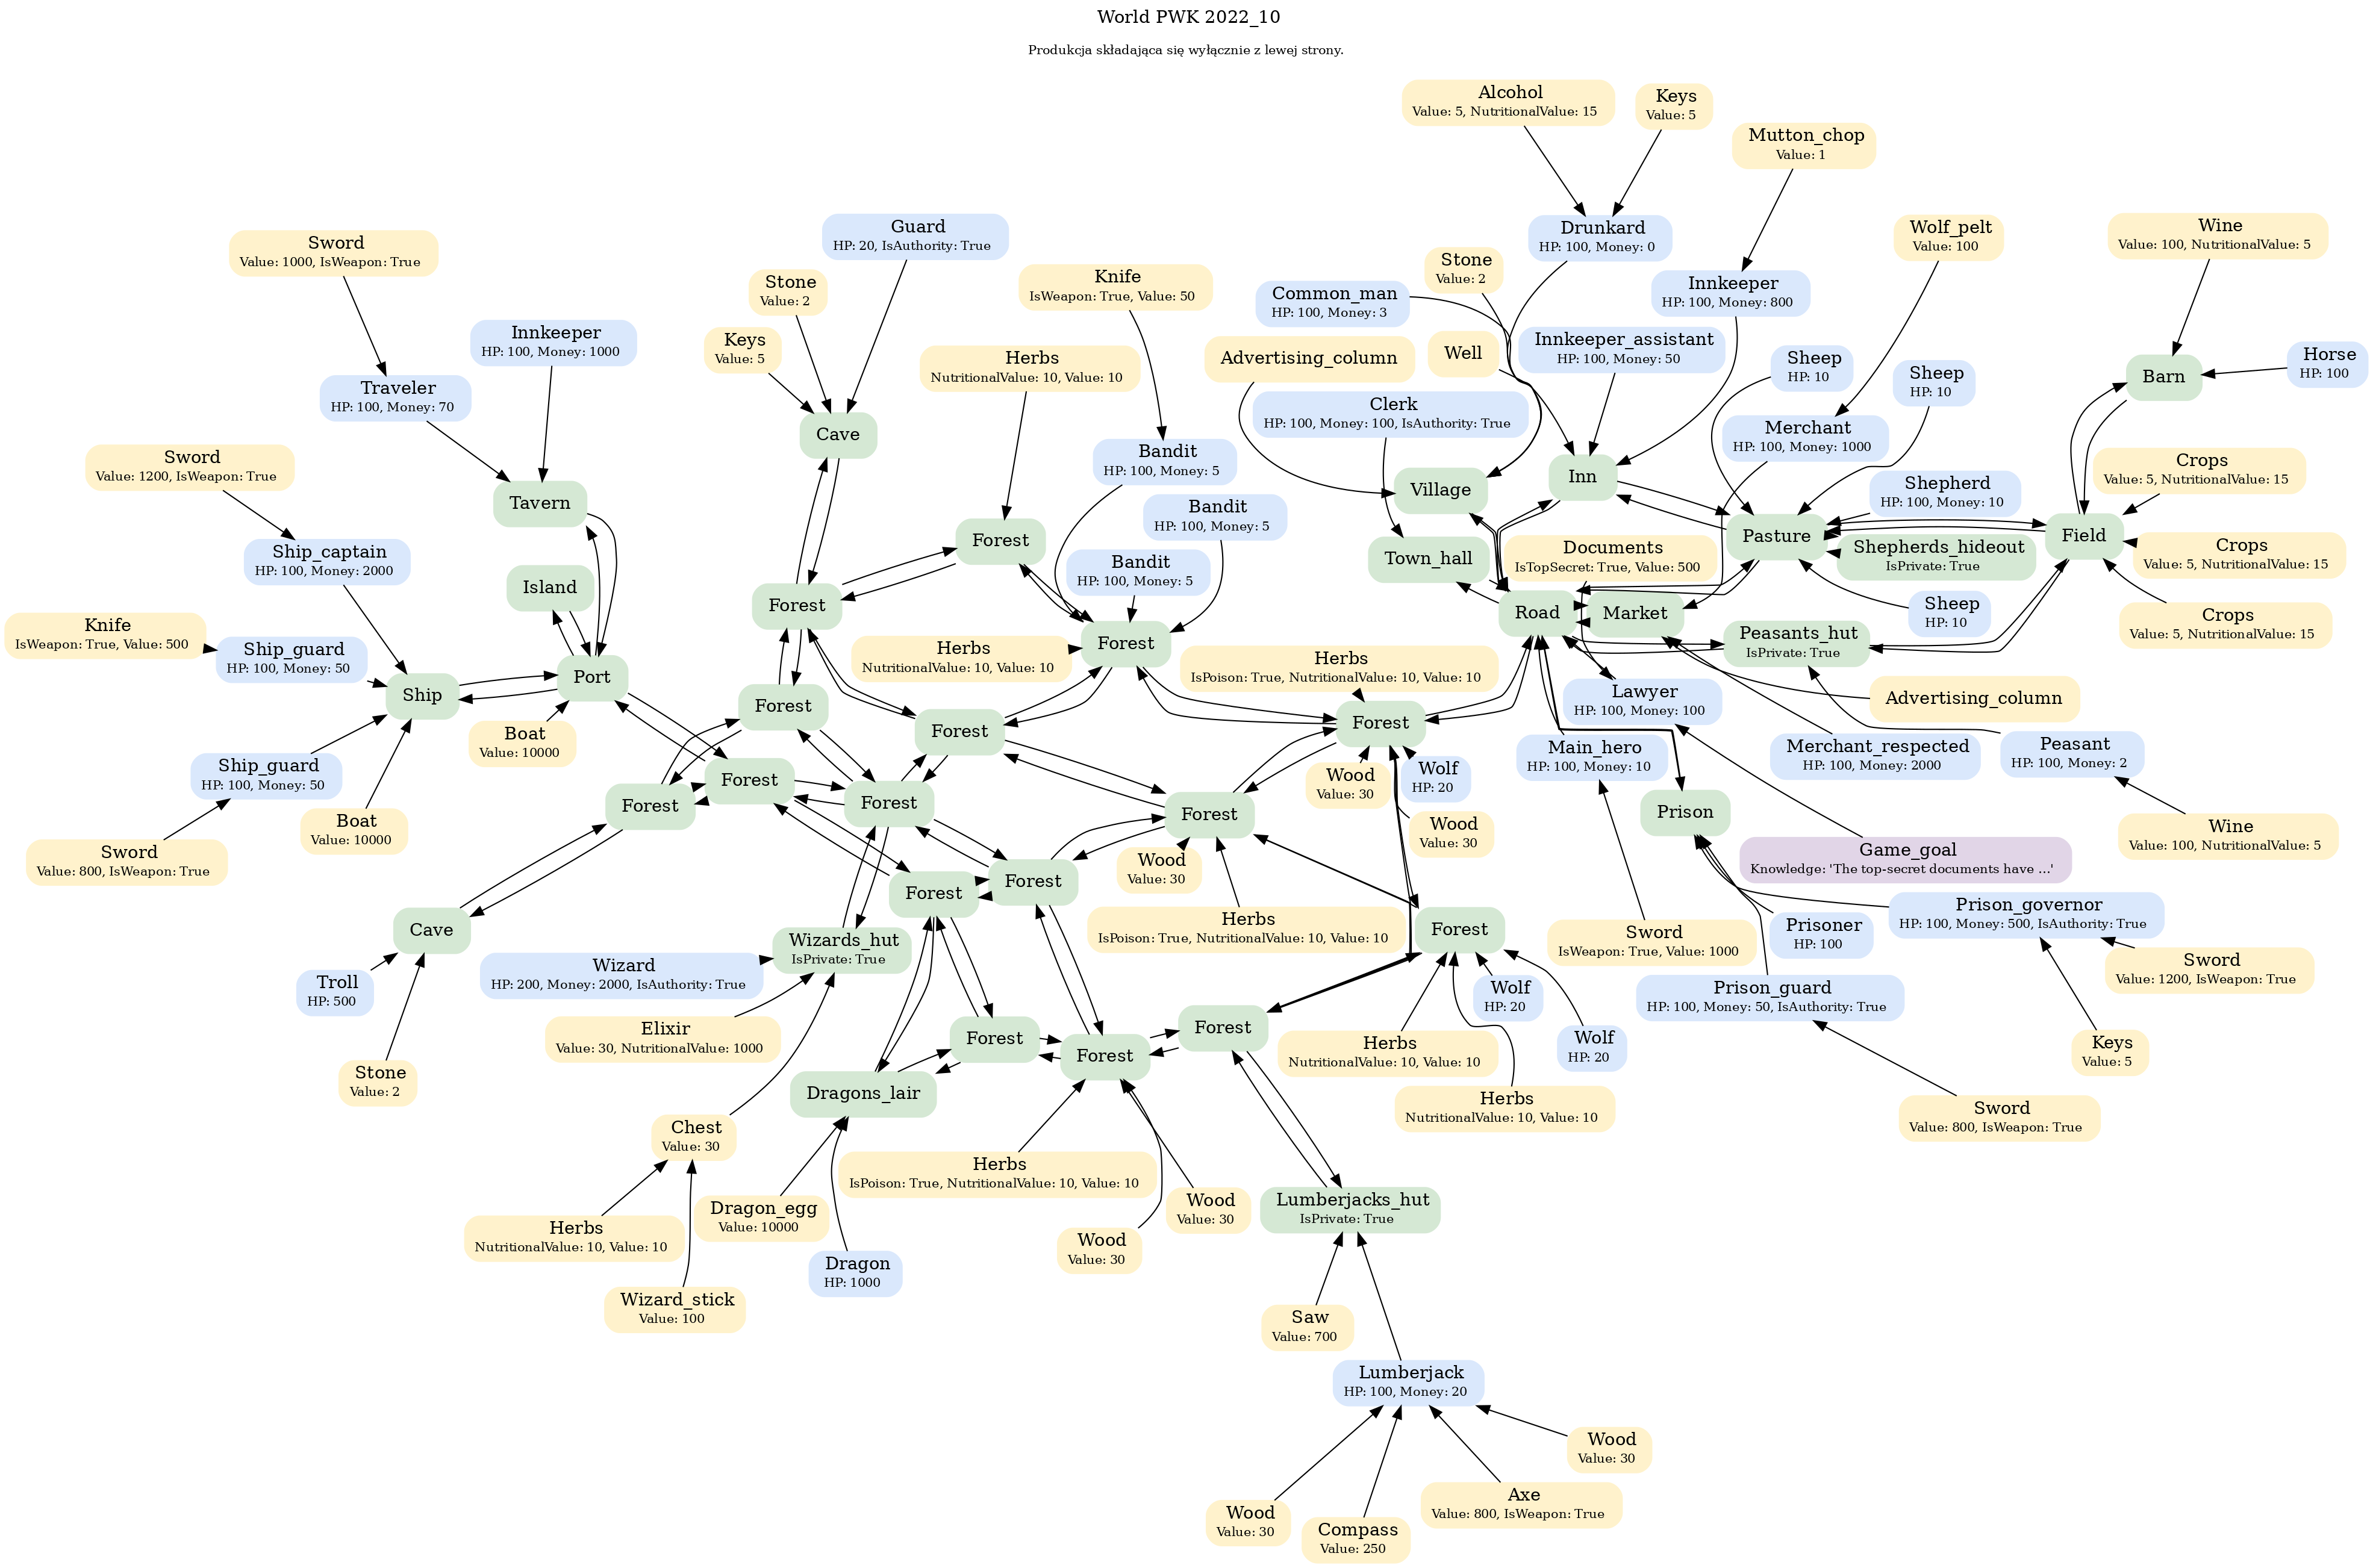 World PWK 2022_10
Produkcja składająca się wyłącznie z lewej strony.
Alcohol
Value: 5, NutritionalValue: 15
Keys
Value: 5
Mutton_chop
Value: 1
Guard
HP: 20, IsAuthority: True
Drunkard
HP: 100, Money: 0
Wolf_pelt
Value: 100
Wine
Value: 100, NutritionalValue: 5
Sword
Value: 1000, IsWeapon: True
Stone
Value: 2
Knife
IsWeapon: True, Value: 50
Stone
Value: 2
Common_man
HP: 100, Money: 3
Innkeeper
HP: 100, Money: 800
Innkeeper
HP: 100, Money: 1000
Keys
Value: 5
Herbs
NutritionalValue: 10, Value: 10
Advertising_column
Well
Innkeeper_assistant
HP: 100, Money: 50
Sheep
HP: 10
Sheep
HP: 10
Barn
Horse
HP: 100
Traveler
HP: 100, Money: 70
Clerk
HP: 100, Money: 100, IsAuthority: True
Merchant
HP: 100, Money: 1000
Cave
Bandit
HP: 100, Money: 5
Sword
Value: 1200, IsWeapon: True
Tavern
Village
Inn
Shepherd
HP: 100, Money: 10
Crops
Value: 5, NutritionalValue: 15
Bandit
HP: 100, Money: 5
Forest
Pasture
Field
Ship_captain
HP: 100, Money: 2000
Town_hall
Documents
IsTopSecret: True, Value: 500
Shepherds_hideout
IsPrivate: True
Crops
Value: 5, NutritionalValue: 15
Island
Bandit
HP: 100, Money: 5
Forest
Road
Market
Sheep
HP: 10
Crops
Value: 5, NutritionalValue: 15
Knife
IsWeapon: True, Value: 500
Ship_guard
HP: 100, Money: 50
Herbs
NutritionalValue: 10, Value: 10
Forest
Peasants_hut
IsPrivate: True
Port
Ship
Herbs
IsPoison: True, NutritionalValue: 10, Value: 10
Lawyer
HP: 100, Money: 100
Advertising_column
Forest
Boat
Value: 10000
Forest
Forest
Main_hero
HP: 100, Money: 10
Merchant_respected
HP: 100, Money: 2000
Peasant
HP: 100, Money: 2
Ship_guard
HP: 100, Money: 50
Forest
Wood
Value: 30
Wolf
HP: 20
Forest
Forest
Forest
Prison
Boat
Value: 10000
Wood
Value: 30
Wine
Value: 100, NutritionalValue: 5
Sword
Value: 800, IsWeapon: True
Wood
Value: 30
Game_goal
Knowledge: 'The top-secret documents have ...'
Forest
Forest
Cave
Herbs
IsPoison: True, NutritionalValue: 10, Value: 10
Forest
Prison_governor
HP: 100, Money: 500, IsAuthority: True
Wizards_hut
IsPrivate: True
Sword
IsWeapon: True, Value: 1000
Prisoner
HP: 100
Troll
HP: 500
Wizard
HP: 200, Money: 2000, IsAuthority: True
Wolf
HP: 20
Prison_guard
HP: 100, Money: 50, IsAuthority: True
Sword
Value: 1200, IsWeapon: True
Elixir
Value: 30, NutritionalValue: 1000
Forest
Forest
Forest
Herbs
NutritionalValue: 10, Value: 10
Wolf
HP: 20
Keys
Value: 5
Stone
Value: 2
Dragons_lair
Herbs
NutritionalValue: 10, Value: 10
Sword
Value: 800, IsWeapon: True
Chest
Value: 30
Herbs
IsPoison: True, NutritionalValue: 10, Value: 10
Dragon_egg
Value: 10000
Wood
Value: 30
Lumberjacks_hut
IsPrivate: True
Herbs
NutritionalValue: 10, Value: 10
Wood
Value: 30
Dragon
HP: 1000
Wizard_stick
Value: 100
Saw
Value: 700
Lumberjack
HP: 100, Money: 20
Wood
Value: 30
Axe
Value: 800, IsWeapon: True
Wood
Value: 30
Compass
Value: 250